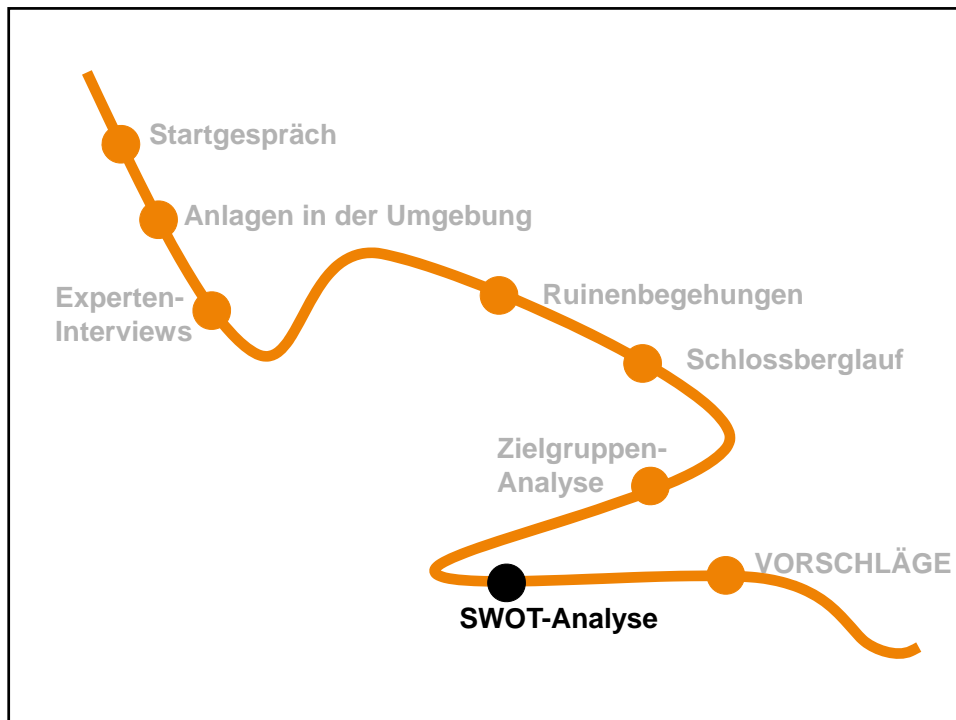 Startgespräch
Anlagen in der Umgebung
Experten-
Interviews
Ruinenbegehungen
Schlossberglauf
Zielgruppen-
Analyse
VORSCHLÄGE
SWOT-Analyse